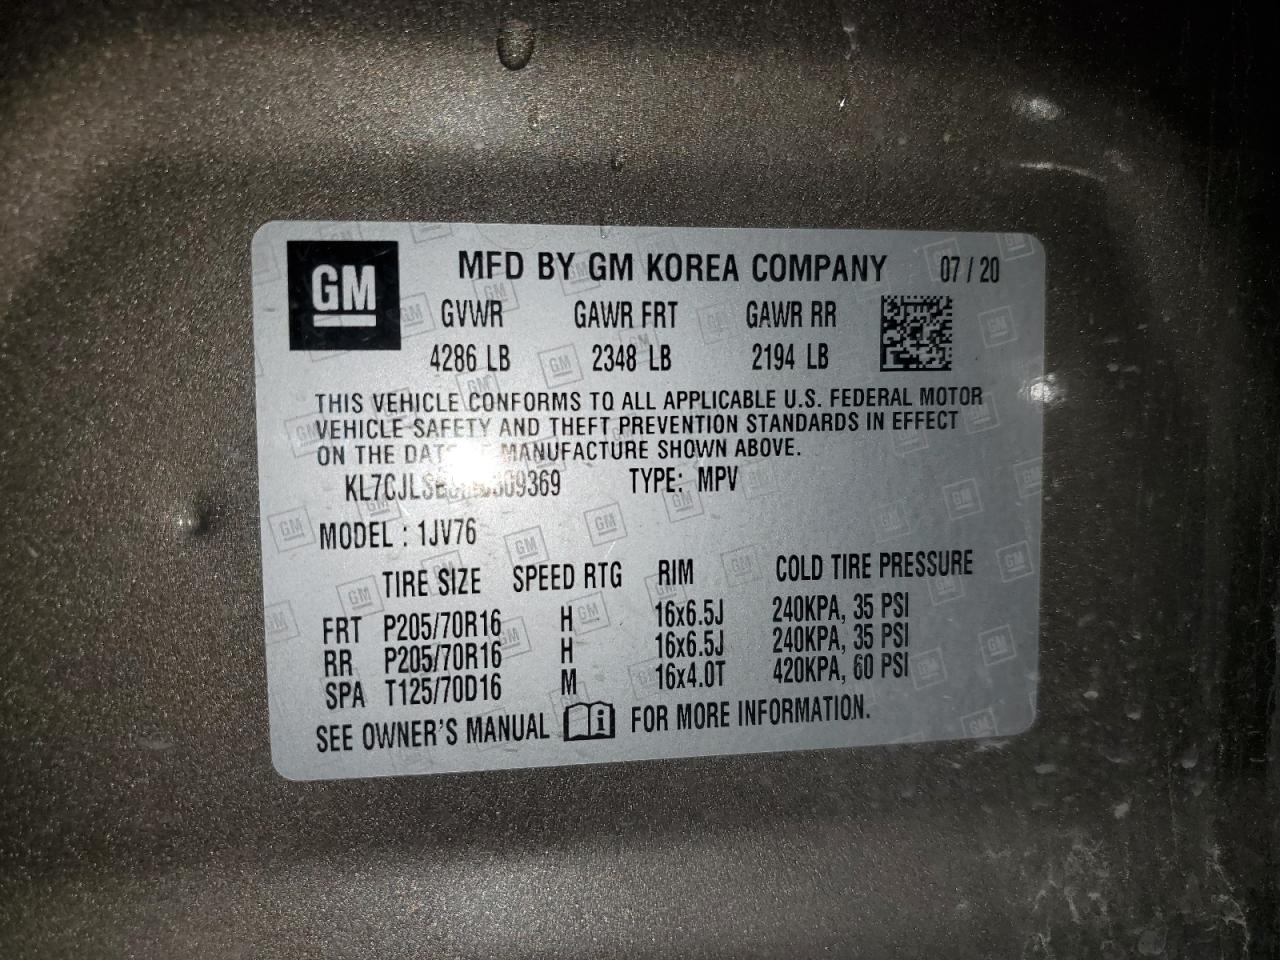 GM
MFD BY GM KOREA COMPANY 07 / 20
GVWR GAWR FRT GAWR RR
4286 LB 2348 LB 2194 LB
THIS VEHICLE CONFORMS TO ALL APPLICABLE U.S. FEDERAL MOTOR
VEHICLE SAFETY AND THEFT PREVENTION STANDARDS IN EFFECT
ON THE DATE MANUFACTURE SHOWN ABOVE.
TYPE: MPV
MODEL : 1JV76
TIRE SIZE SPEED RTG RIM COLD TIRE PRESSURE
FRT P205/70R16 H 16x6.5J 240KPA, 35 PSI
RR P205/70R16 H 16x6.5J 240KPA, 35 PSI
SPA T125/70D16 M 16x4.0T 420KPA, 60 PSI
SEE OWNER'S MANUAL FOR MORE INFORMATION.